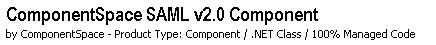 ComponentSpace SAML v2.0 Component
by ComponentSpace - Product Type: Component / .NET Class / 100% Managed Code